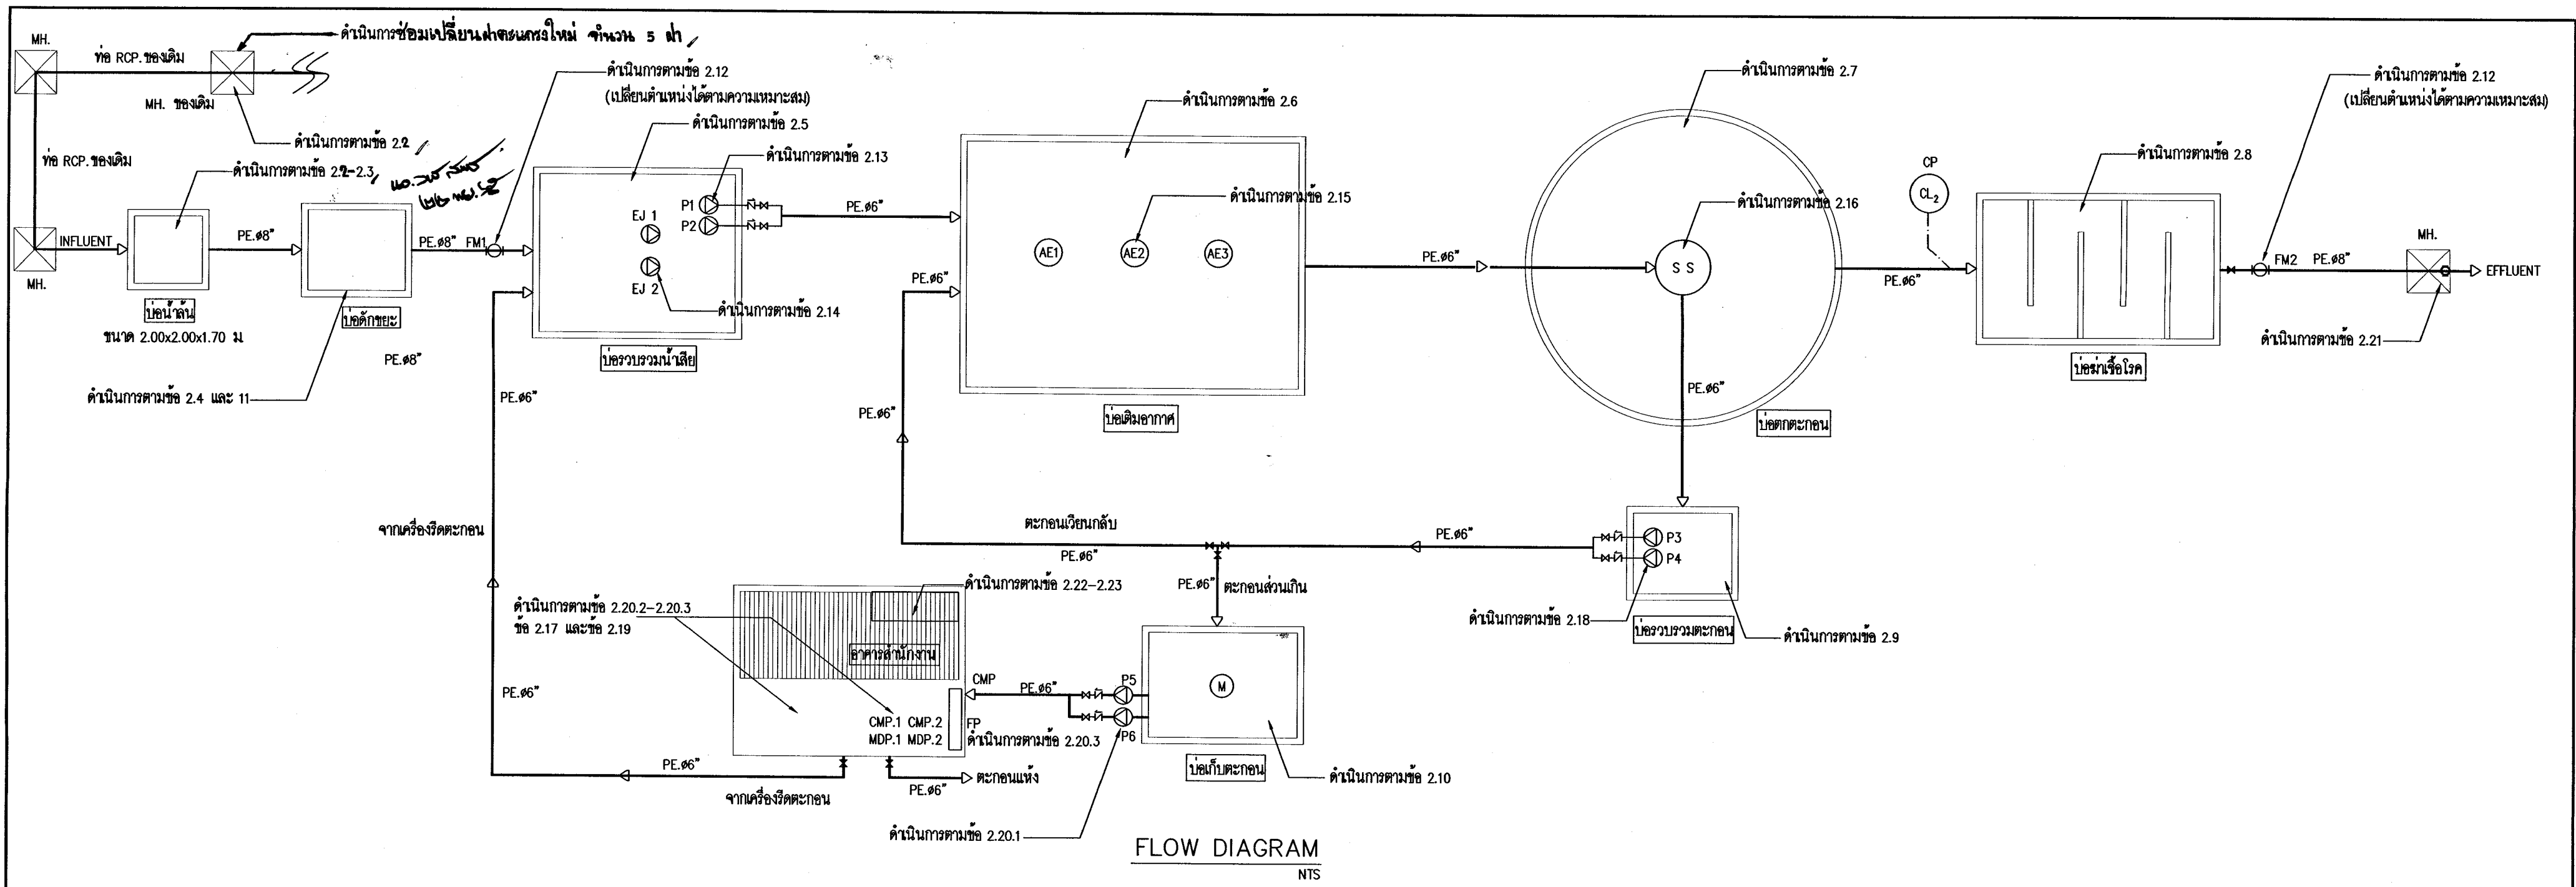 MH.
ท่อ RCP.ของเดิม
ดำเนินการซ่อมเปลี่ยนฝาตะแกรงใหม่ จำนวน 5 ฝา
MH. ของเดิม
ดำเนินการตามข้อ 2.2
ท่อ RCP.ของเดิม
ดำเนินการตามข้อ 2.2-2.3
INFLUENT
MH.
บ่อน้ำล้น
ขนาด 2.00x2.00x1.70 ม.
PE.ø8"
บ่อดักขยะ
PE.ø8"
FM1
PE.ø8"
ดำเนินการตามข้อ 2.4 และ 11
ดำเนินการตามข้อ 2.12
(เปลี่ยนตำแหน่งได้ตามความเหมาะสม)
ดำเนินการตามข้อ 2.5
ดำเนินการตามข้อ 2.13
EJ 1
P1
P2
EJ 2
ดำเนินการตามข้อ 2.14
บ่อรวบรวมน้ำเสีย
PE.ø6"
PE.ø6"
ดำเนินการตามข้อ 2.6
ดำเนินการตามข้อ 2.15
AE1
AE2
AE3
บ่อเติมอากาศ
PE.ø6"
PE.ø6"
ดำเนินการตามข้อ 2.7
ดำเนินการตามข้อ 2.16
S S
PE.ø6"
บ่อตกตะกอน
CP
CL2
PE.ø6"
ดำเนินการตามข้อ 2.8
บ่อฆ่าเชื้อโรค
ดำเนินการตามข้อ 2.12
(เปลี่ยนตำแหน่งได้ตามความเหมาะสม)
FM2
PE.ø8"
MH.
EFFLUENT
ดำเนินการตามข้อ 2.21
PE.ø6"
จากเครื่องรีดตะกอน
ตะกอนเวียนกลับ
PE.ø6"
PE.ø6"
P3
P4
ดำเนินการตามข้อ 2.18
บ่อรวบรวมตะกอน
ดำเนินการตามข้อ 2.9
PE.ø6"
ตะกอนส่วนเกิน
ดำเนินการตามข้อ 2.22-2.23
ดำเนินการตามข้อ 2.20.2-2.20.3
ข้อ 2.17 และข้อ 2.19
อาคารสำนักงาน
CMP
PE.ø6"
P5
P6
M
CMP.1 CMP.2
MDP.1 MDP.2
FP
ดำเนินการตามข้อ 2.20.3
PE.ø6"
PE.ø6"
จากเครื่องรีดตะกอน
PE.ø6"
ตะกอนแห้ง
บ่อเก็บตะกอน
ดำเนินการตามข้อ 2.10
ดำเนินการตามข้อ 2.20.1
FLOW DIAGRAM
NTS